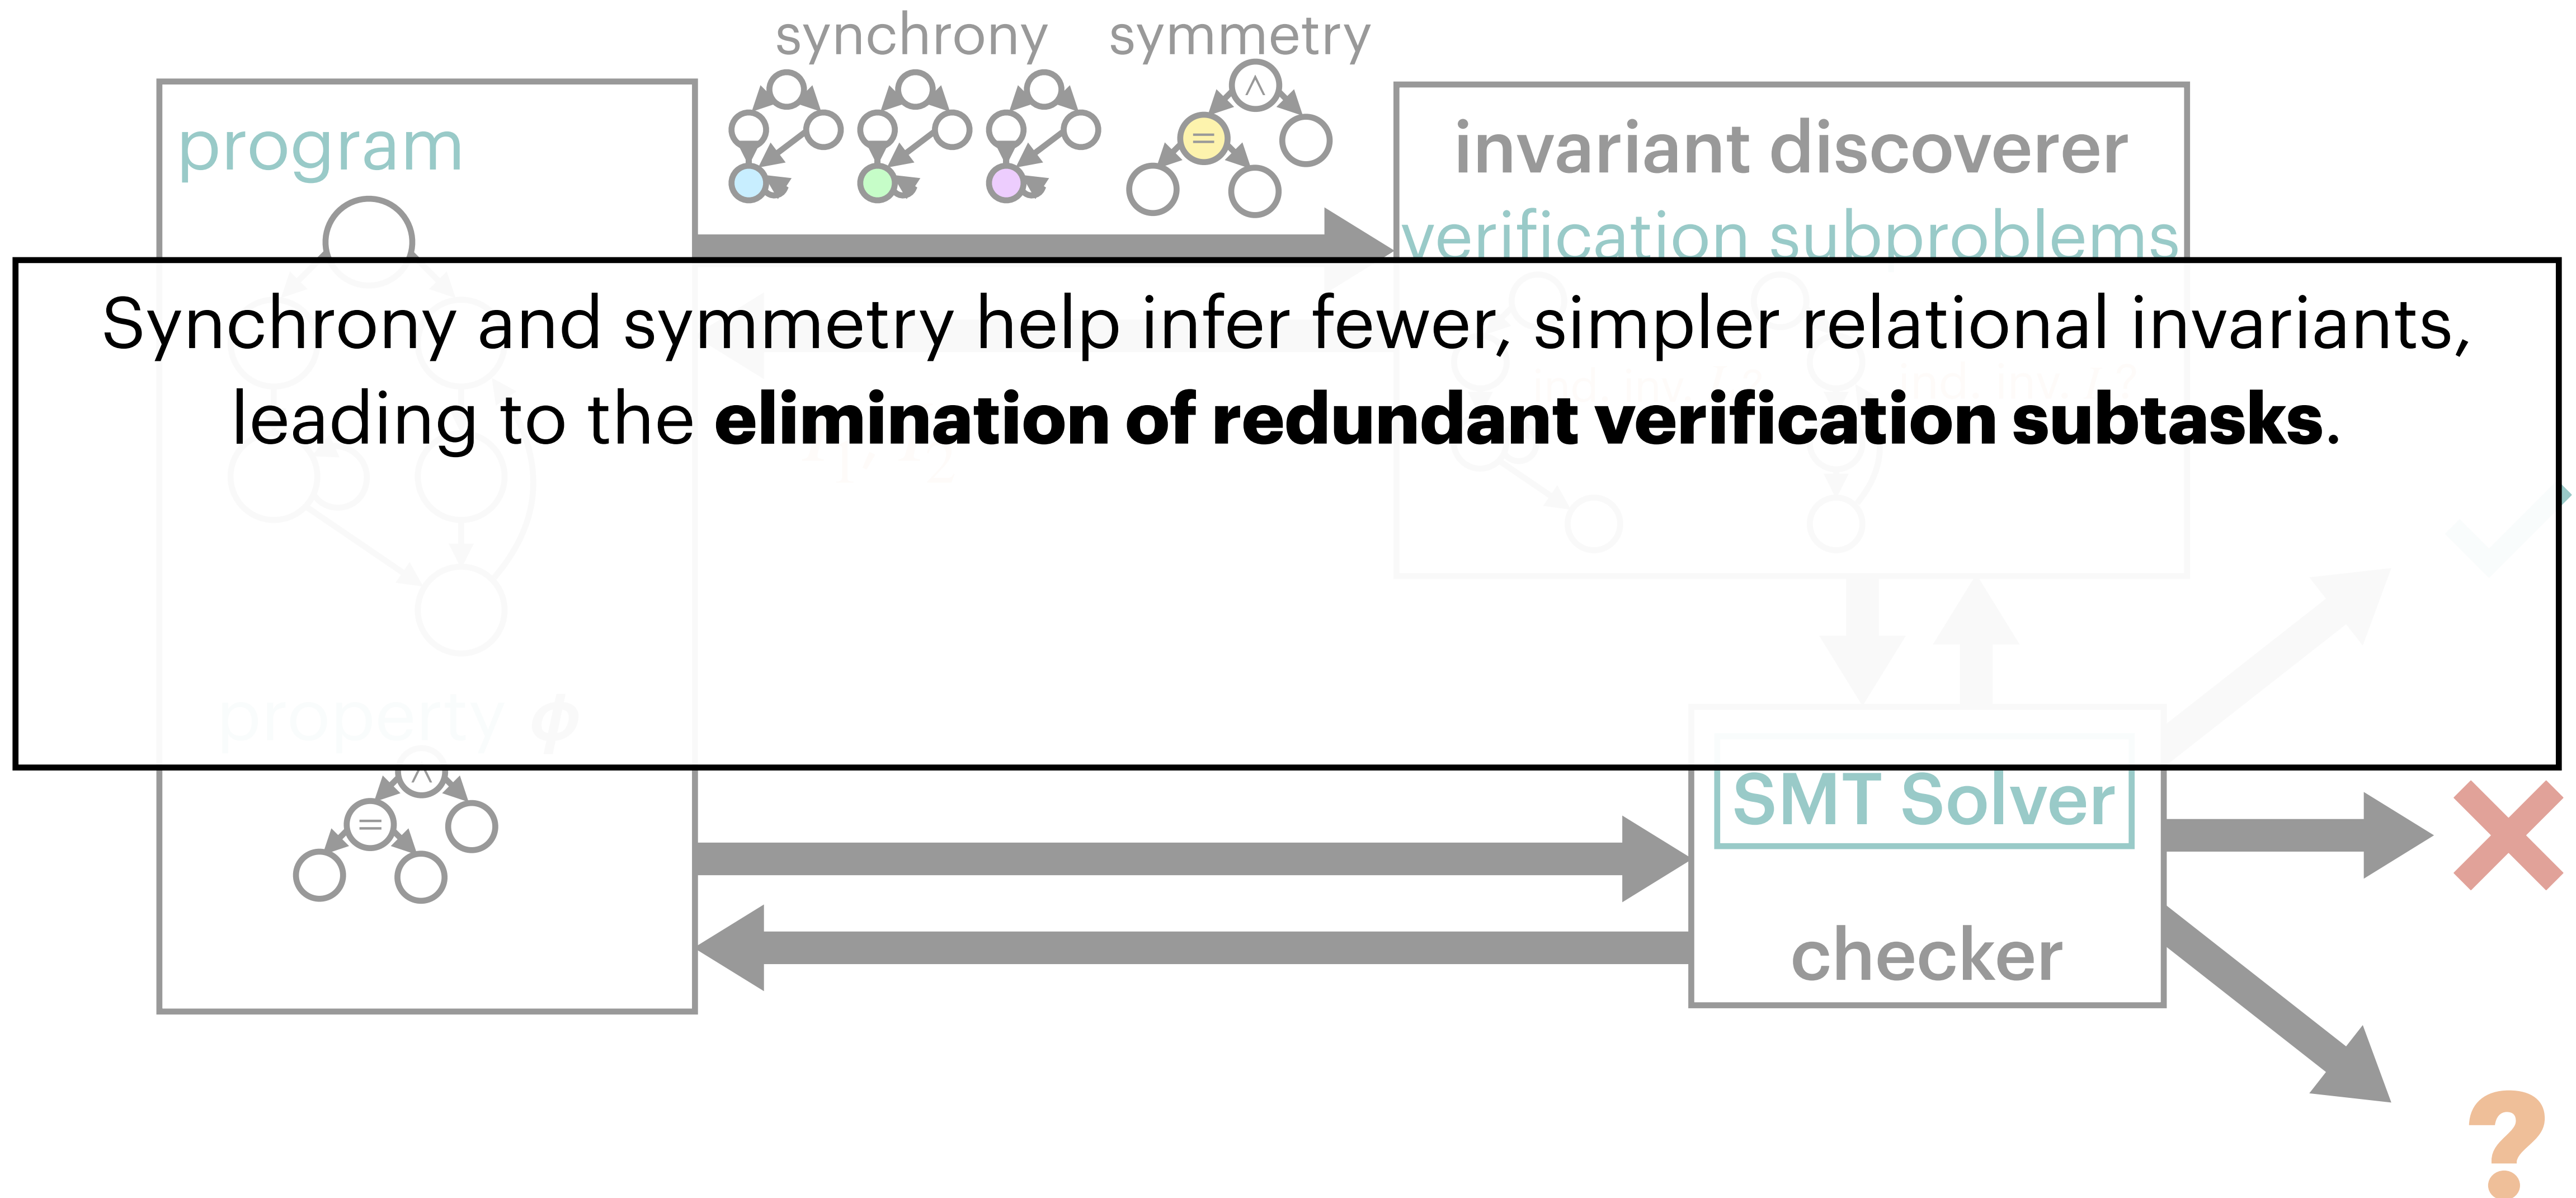 synchrony symmetry
program
∧
=
invariant discoverer
verification subproblems
Synchrony and symmetry help infer fewer, simpler relational invariants,
leading to the elimination of redundant verification subtasks.
property ϕ
∧
=
SMT Solver
checker
?